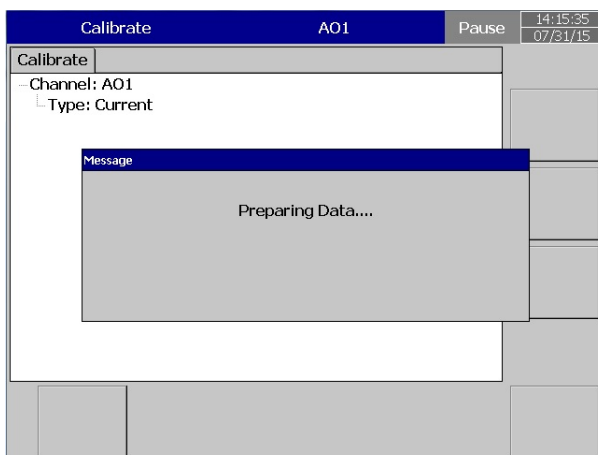 Calibrate AO1 Pause 14:15:35
07/31/15
Calibrate
Channel: AO1
Type: Current
Message
Preparing Data....